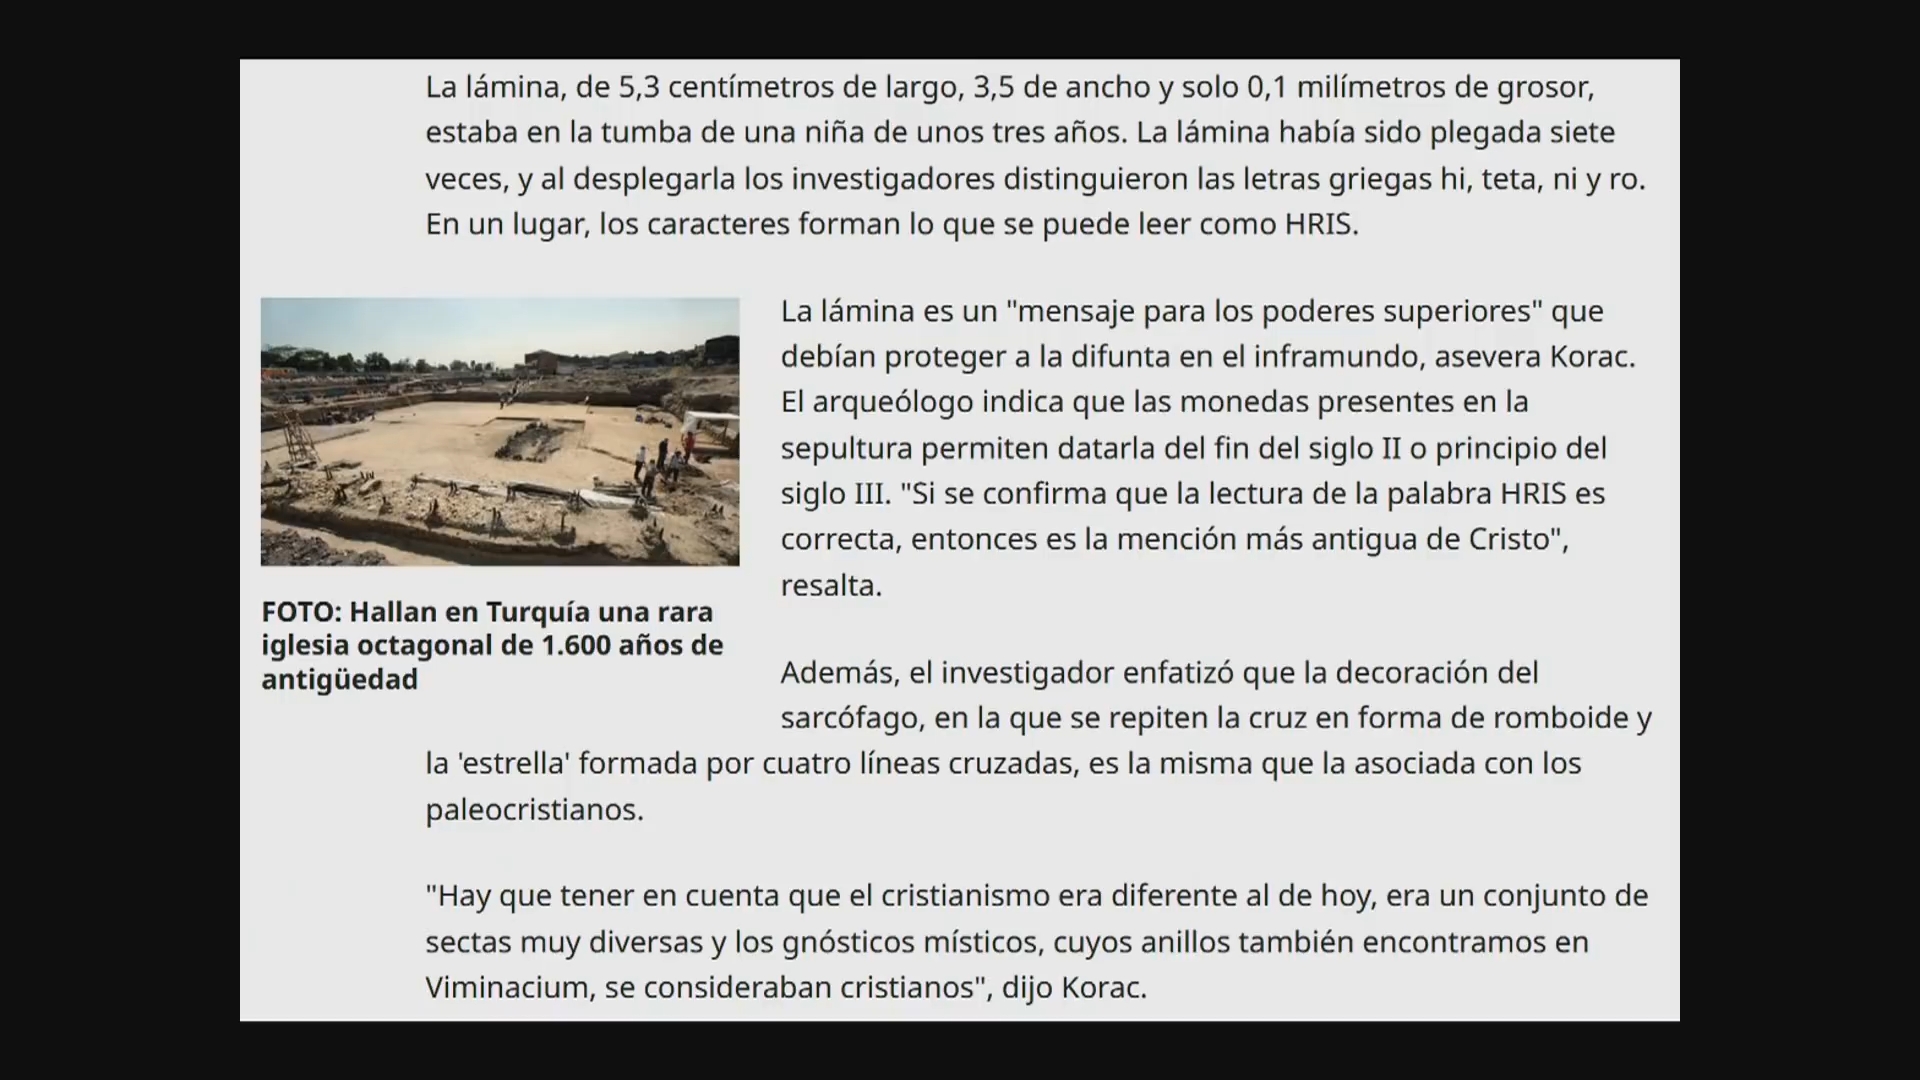 La lámina, de 5,3 centímetros de largo, 3,5 de ancho y solo 0,1 milímetros de grosor,
estaba en la tumba de una niña de unos tres años. La lámina había sido plegada siete
veces, y al desplegarla los investigadores distinguieron las letras griegas hi, teta, ni y ro.
En un lugar, los caracteres forman lo que se puede leer como HRIS.
FOTO: Hallan en Turquía una rara
iglesia octagonal de 1.600 años de
antigüedad
La lámina es un "mensaje para los poderes superiores" que
debían proteger a la difunta en el inframundo, asevera Korac.
El arqueólogo indica que las monedas presentes en la
sepultura permiten datarla del fin del siglo II o principio del
siglo III. "Si se confirma que la lectura de la palabra HRIS es
correcta, entonces es la mención más antigua de Cristo",
resalta.
Además, el investigador enfatizó que la decoración del
sarcófago, en la que se repiten la cruz en forma de romboide y
la 'estrella' formada por cuatro líneas cruzadas, es la misma que la asociada con los
paleocristianos.
"Hay que tener en cuenta que el cristianismo era diferente al de hoy, era un conjunto de
sectas muy diversas y los gnósticos místicos, cuyos anillos también encontramos en
Viminacium, se consideraban cristianos", dijo Korac.